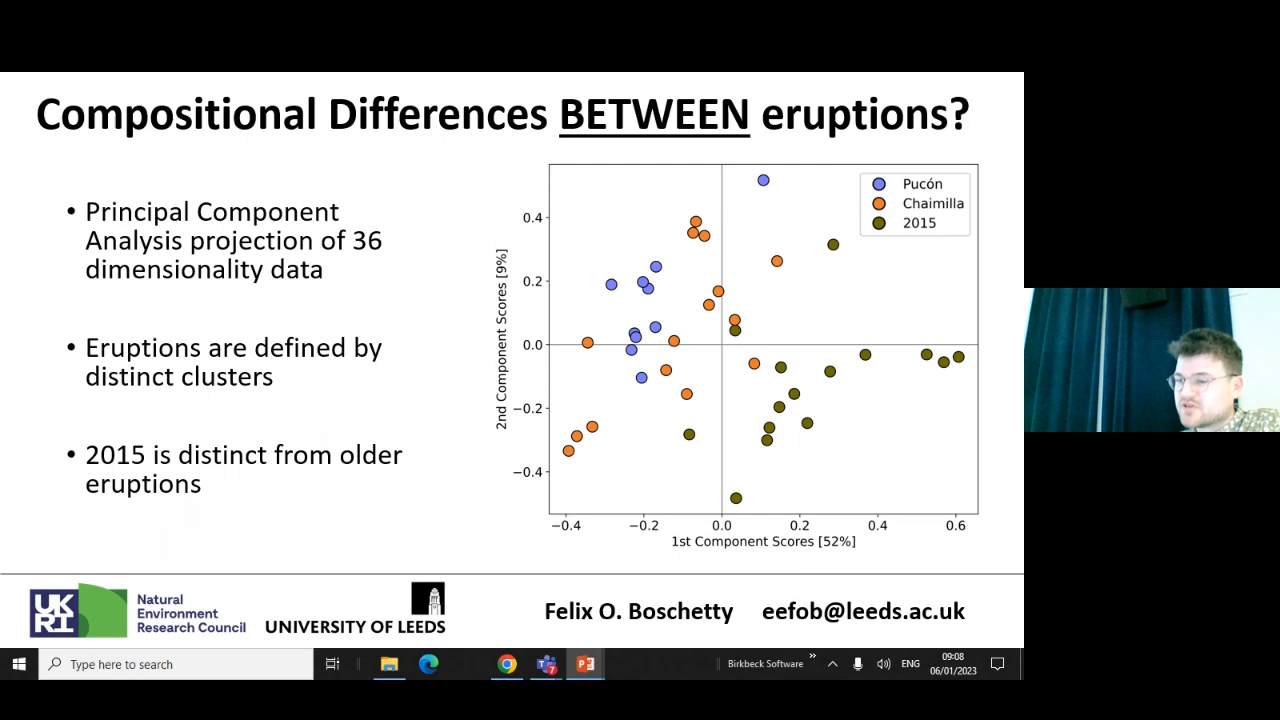 Compositional Differences BETWEEN eruptions?
• Principal Component
Analysis projection of 36
dimensionality data
• Eruptions are defined by
distinct clusters
• 2015 is distinct from older
eruptions
Pucón
Chaimilla
2015
2nd Component Scores [9%]
0.4
0.2
0.0
−0.2
−0.4
−0.4 −0.2 0.0 0.2 0.4 0.6
1st Component Scores [52%]
UK
RI
Natural
Environment
Research Council
UNIVERSITY OF LEEDS
Felix O. Boschetty eefob@leeds.ac.uk
Type here to search
7
Birkbeck Software
ENG
09:08
06/01/2023